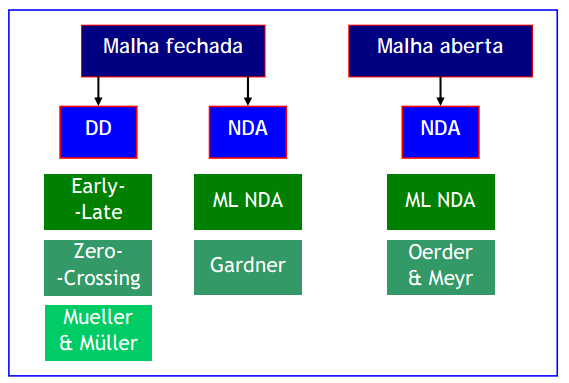 Malha fechada
Malha aberta
DD
NDA
NDA
Early-
-Late
ML NDA
ML NDA
Zero-
-Crossing
Gardner
Oerder
& Meyr
Mueller
& Müller